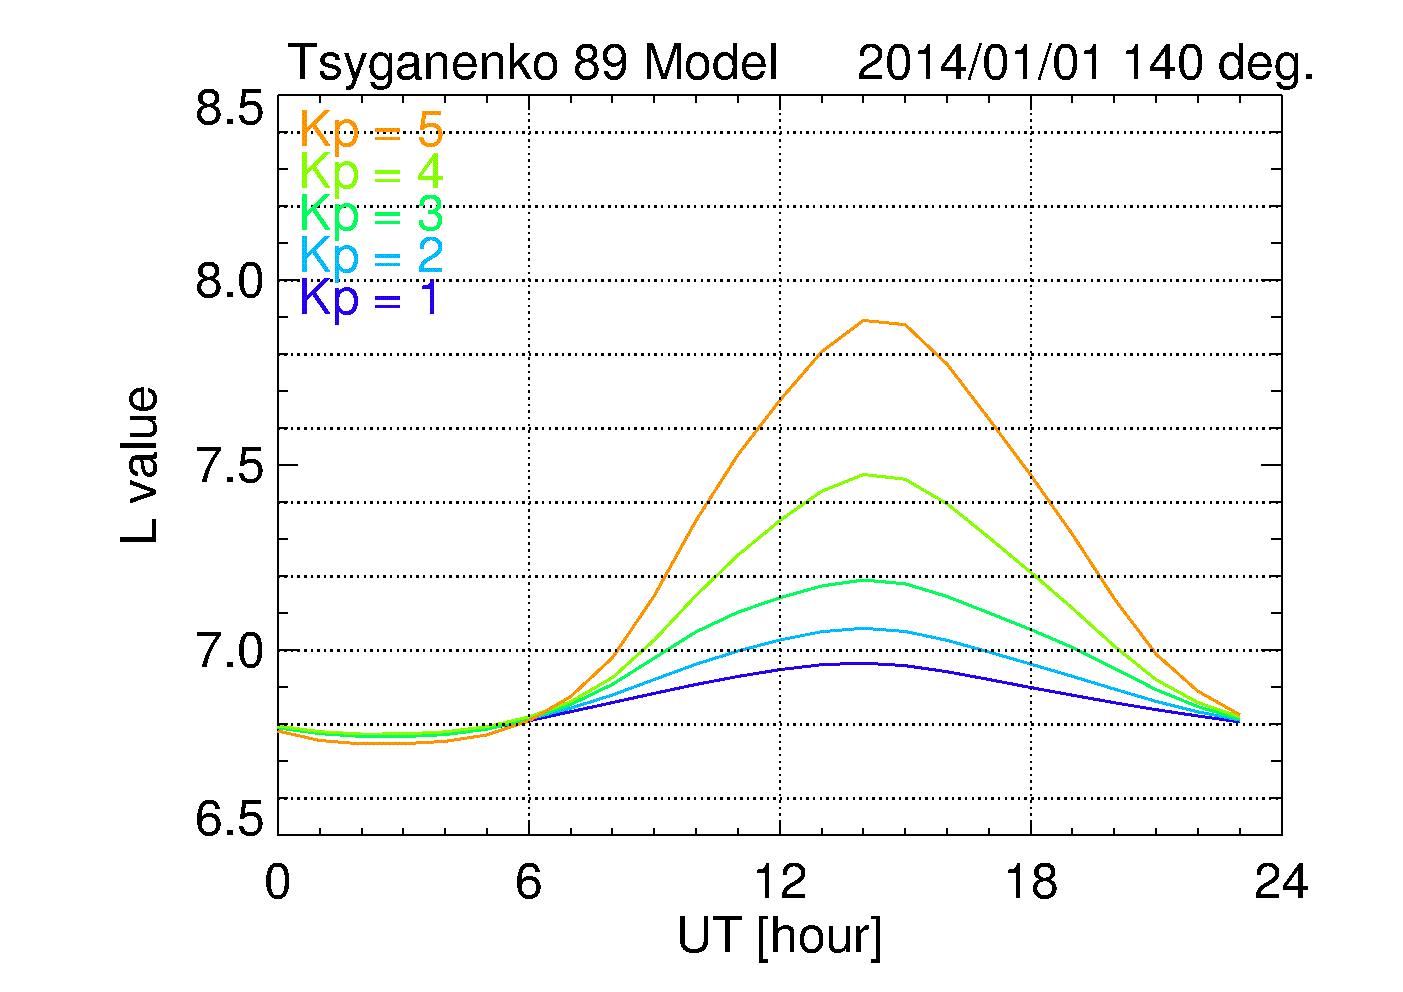 Tsyganenko 89 Model 2014/01/01 140 deg.
8.5
Kp = 5
Kp = 4
Kp = 3
Kp = 2
8.0
Kp = 1
L value
7.5
7.0
6.5
0 6 12 18 24
UT [hour]